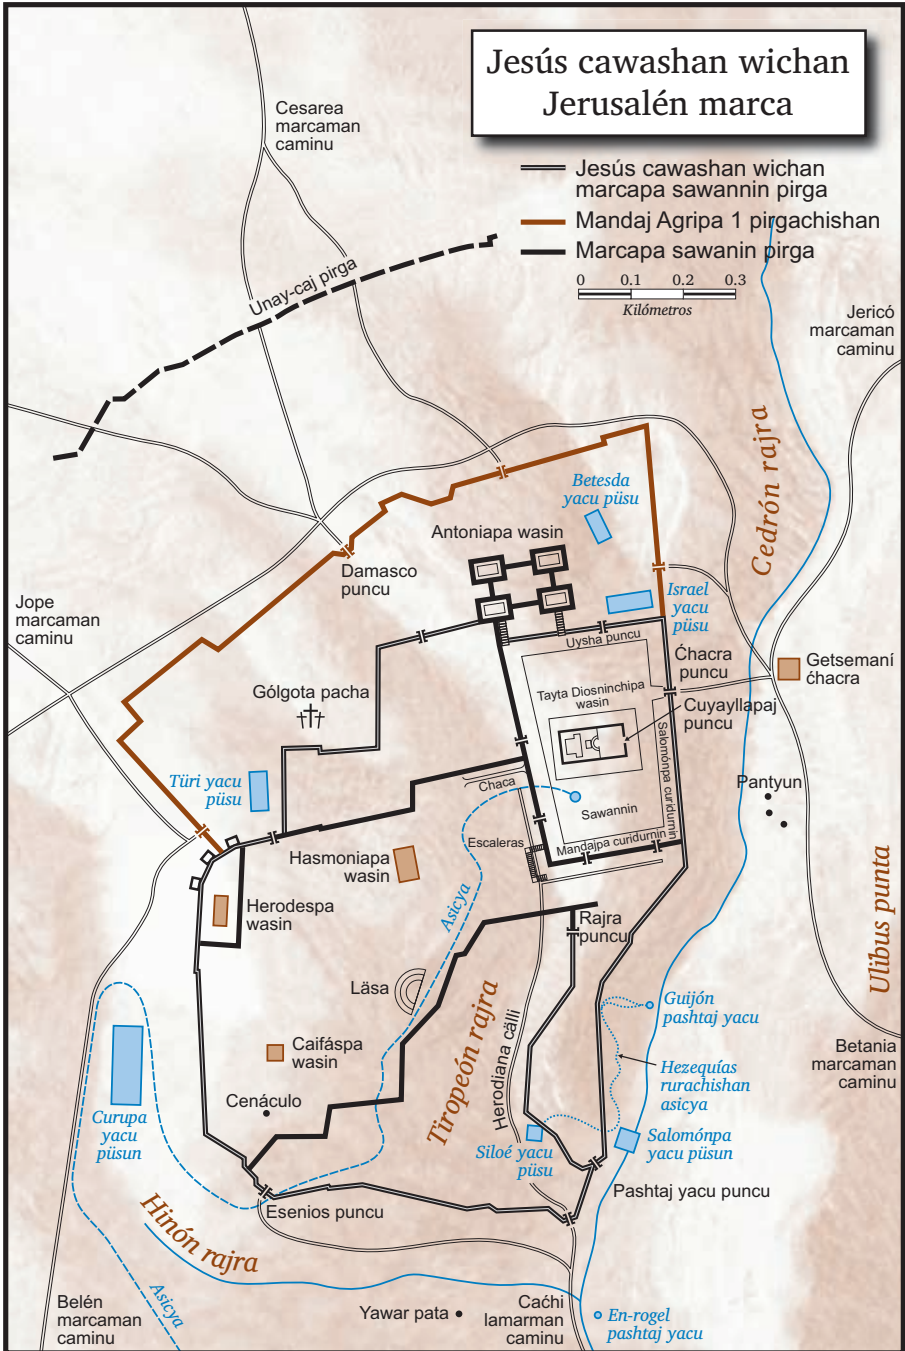 Jesús cawashan wichan
Jerusalén marca
Cesarea
marcaman
caminu
Jesús cawashan wichan
marcapa sawannin pirga
Mandaj Agripa 1 pirgachishan
Marcapa sawanin pirga
0 0.1 0.2 0.3
Kilómetros
Unay-caj pirga
Jericó
marcaman
caminu
Cedrón rajra
Betesda
yacu püsu
Antoniapa wasin
Damasco
puncu
Israel
yacu
püsu
Jope
marcaman
caminu
Uysha puncu
Ćhacra
puncu
Getsemaní
ćhacra
Gólgota pacha
Tayta Diosninchipa
wasin
Cuyayllapaj
puncu
Salomónpa curidurnin
Türi yacu
püsu
Chaca
Pantyun
Sawannin
Escaleras
Mandajpa curidurnin
Hasmoniapa
wasin
Asicya
Herodespa
wasin
Rajra
puncu
Ulibus punta
Läsa
Tiropeón rajra
Herodiana cälli
Guijón
pashtaj yacu
Caifáspa
wasin
Hezequías
rurachishan
asicya
Betania
marcaman
caminu
Cenáculo
Curupa
yacu
püsun
Siloé yacu
püsu
Salomónpa
yacu püsun
Pashtaj yacu puncu
Esenios puncu
Hinón rajra
Asicya
Belén
marcaman
caminu
Yawar pata
Caćhi
lamarman
caminu
En-rogel
pashtaj yacu